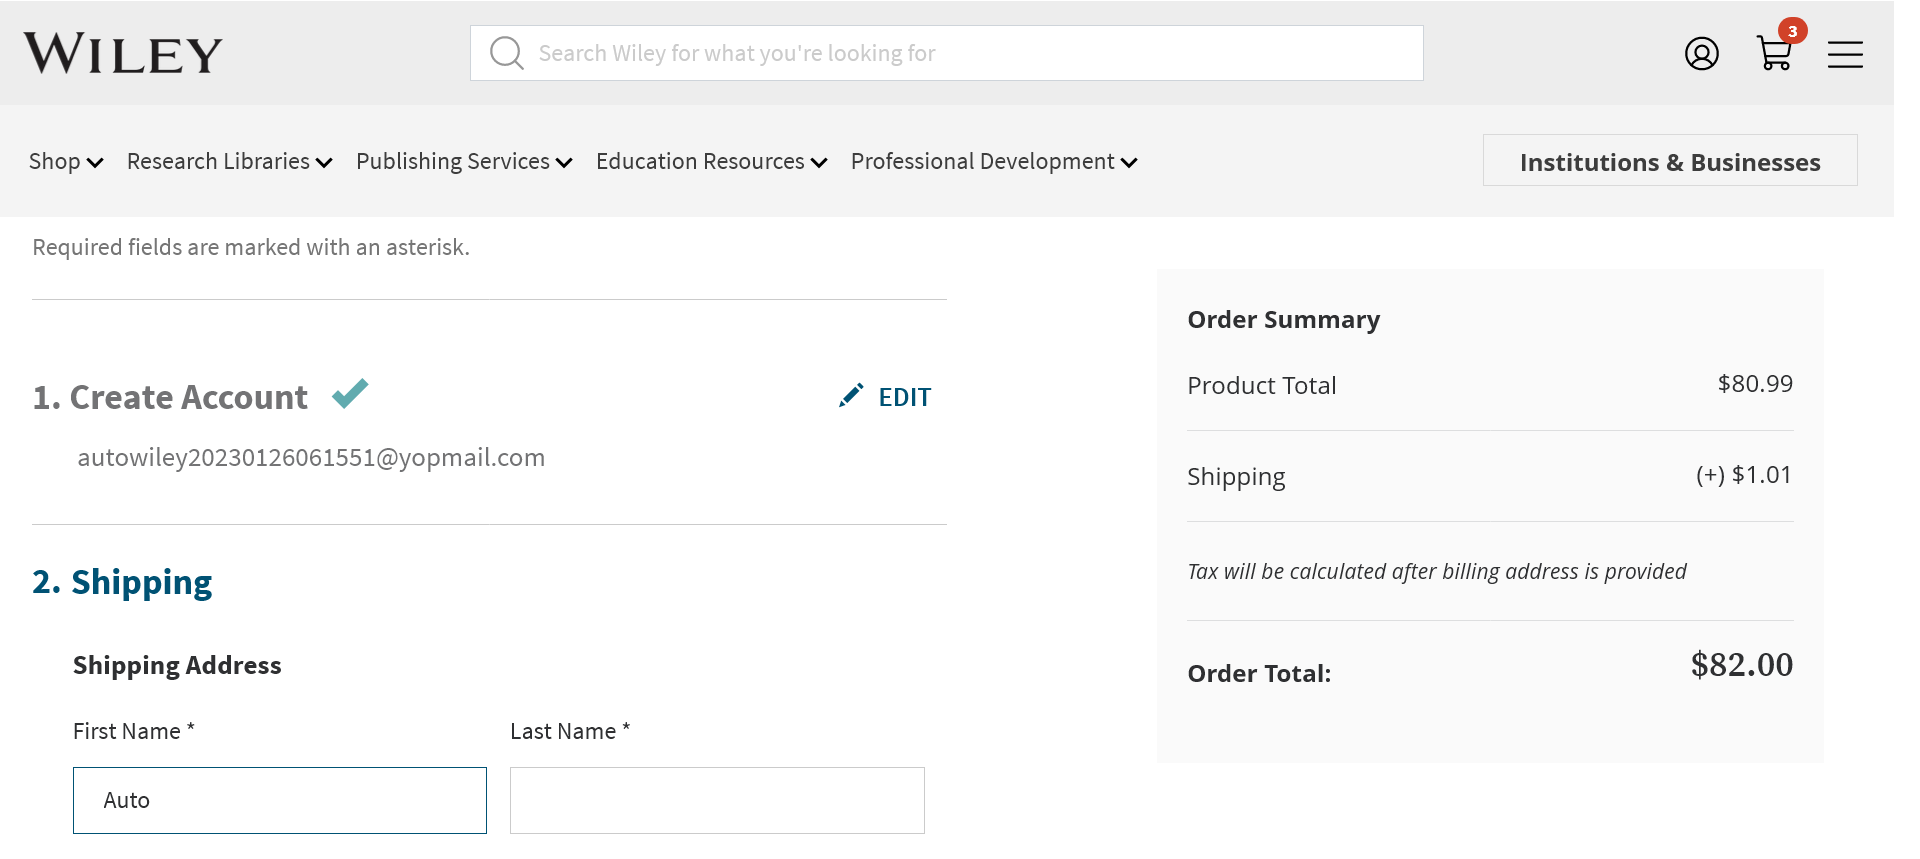 WILEY
Search Wiley for what you're looking for
3
Shop
Research Libraries
Publishing Services
Education Resources
Professional Development
Institutions & Businesses
Required fields are marked with an asterisk.
1. Create Account
EDIT
autowiley20230126061551@yopmail.com
2. Shipping
Shipping Address
First Name *
Last Name *
Auto
Order Summary
Product Total $80.99
Shipping (+) $1.01
Tax will be calculated after billing address is provided
Order Total: $82.00